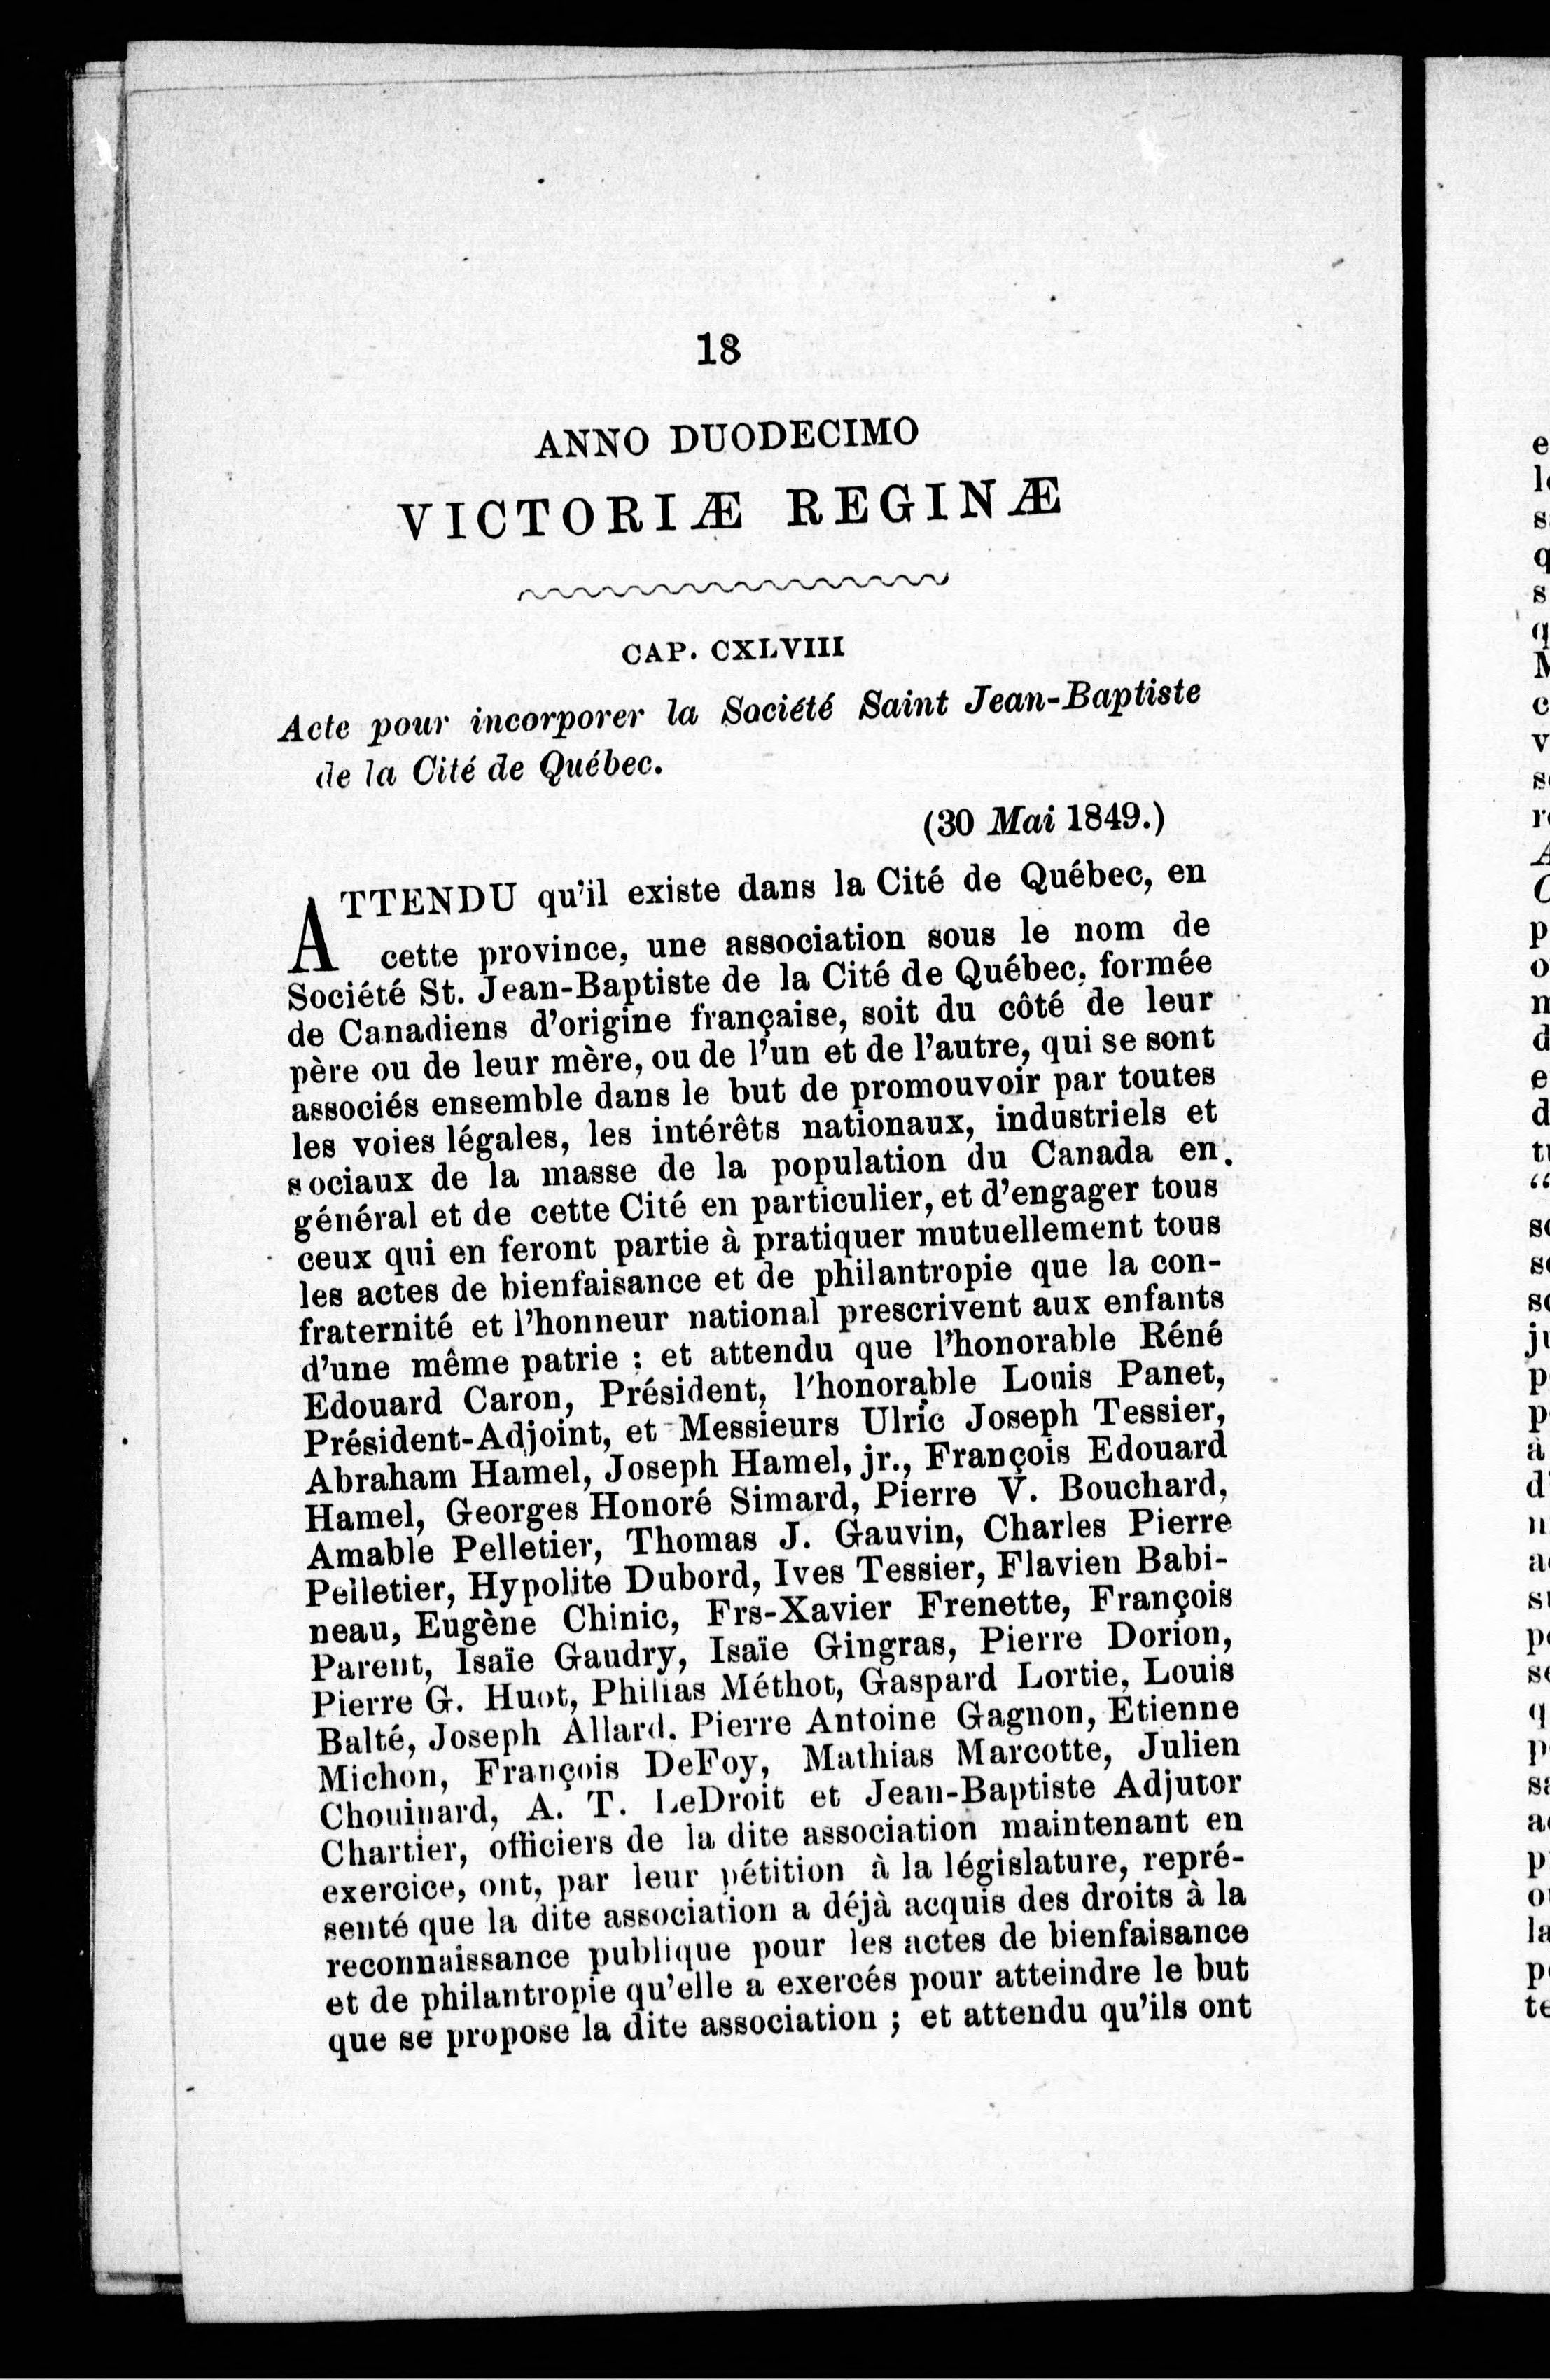 18
ANNO DUODECIMO
VICTORIÆ REGINÆ
CAP. CXLVIII
Acte pour incorporer la Société Saint Jean-Baptiste
de la Cité de Québec.
(30 Mai 1849.)
ATTENDU qu'il existe dans la Cité de Québec, en
cette province, une association sous le nom de
Société St. Jean-Baptiste de la Cité de Québec, formée
de Canadiens d'origine française, soit du côté de leur
père ou de leur mère, ou de l'un et de l'autre, qui se sont
associés ensemble dans le but de promouvoir par toutes
les voies légales, les intérêts nationaux, industriels et
sociaux de la masse de la population du Canada en
général et de cette Cité en particulier, et d'engager tous
ceux qui en feront partie à pratiquer mutuellement tous
les actes de bienfaisance et de philantropie que la con-
fraternité et l'honneur national prescrivent aux enfants
d'une même patrie : et attendu que l'honorable Réné
Edouard Caron, Président, l'honorable Louis Panet,
Président-Adjoint, et Messieurs Ulric Joseph Tessier,
Abraham Hamel, Joseph Hamel, jr., François Edouard
Hamel, Georges Honoré Simard, Pierre V. Bouchard,
Amable Pelletier, Thomas J. Gauvin, Charles Pierre
Pelletier, Hypolite Dubord, Ives Tessier, Flavien Babi-
neau, Eugène Chinic, Frs-Xavier Frenette, François
Parent, Isaïe Gaudry, Isaïe Gingras, Pierre Dorion,
Pierre G. Huot, Philias Méthot, Gaspard Lortie, Louis
Balté, Joseph Allard. Pierre Antoine Gagnon, Etienne
Michon, François DeFoy, Mathias Marcotte, Julien
Chouinard, A. T. LeDroit et Jean-Baptiste Adjutor
Chartier, officiers de la dite association maintenant en
exercice, ont, par leur pétition à la législature, repré-
senté que la dite association a déjà acquis des droits à la
reconnaissance publique pour les actes de bienfaisance
et de philantropie qu'elle a exercés pour atteindre le but
que se propose la dite association ; et attendu qu'ils ont